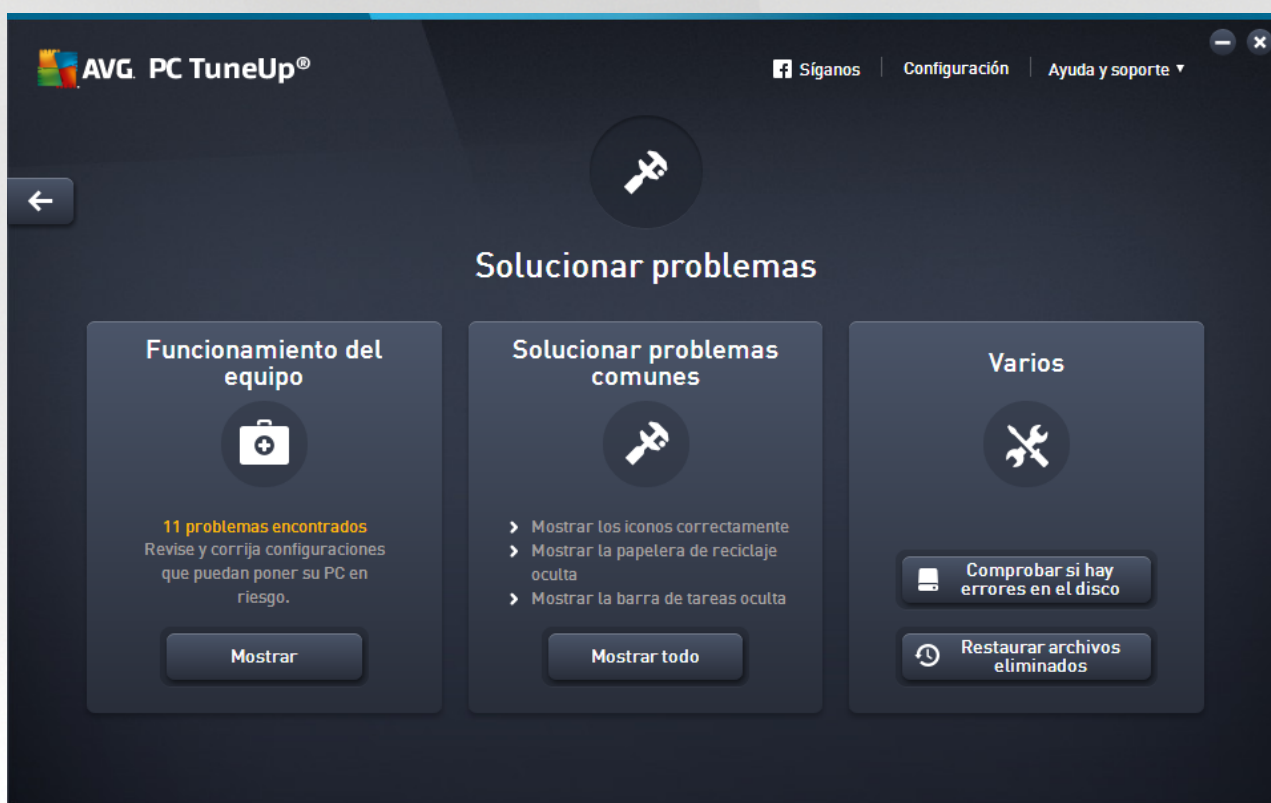 AVG. PC TuneUp®
Síganos
Configuración
Ayuda y soporte
Solucionar problemas
Funcionamiento del
equipo
11 problemas encontrados
Revise y corrija configuraciones
que puedan poner su PC en
riesgo.
Mostrar
Solucionar problemas
comunes
Mostrar los iconos correctamente
Mostrar la papelera de reciclaje
oculta
Mostrar la barra de tareas oculta
Mostrar todo
Varios
Comprobar si hay
errores en el disco
Restaurar archivos
eliminados